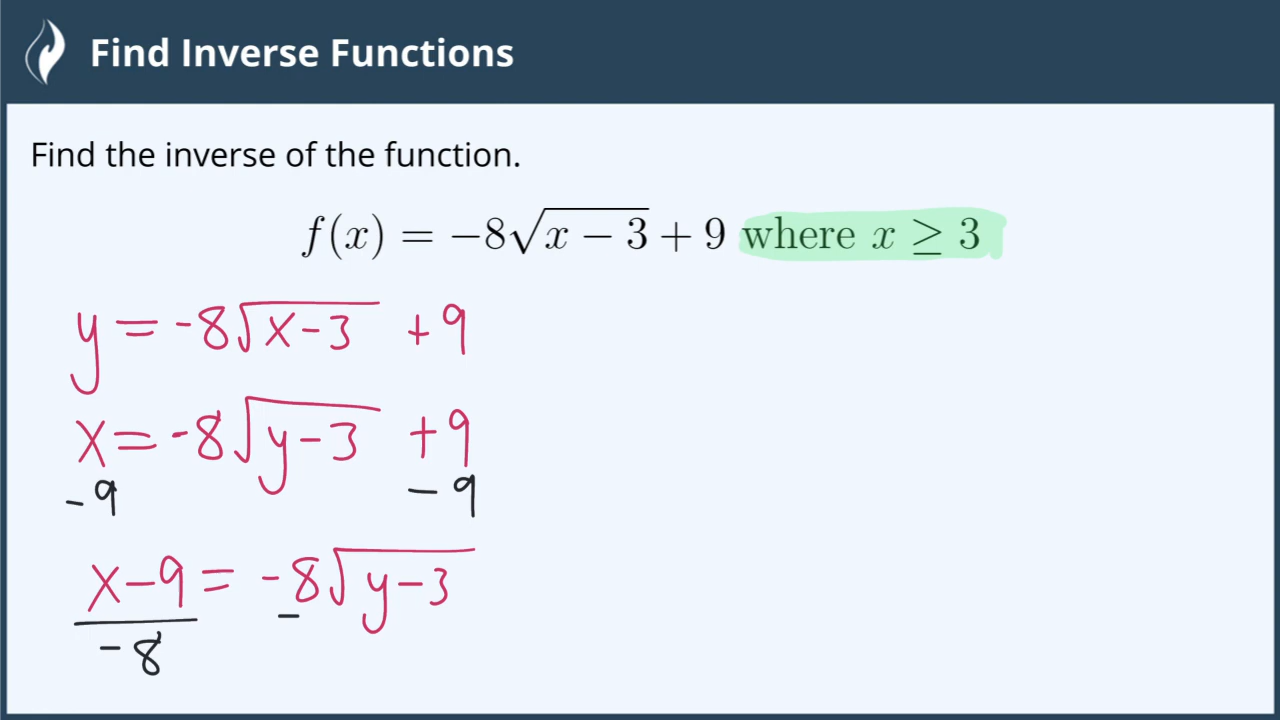 Find Inverse Functions
Find the inverse of the function.
f(x) = −8√(x − 3) + 9 where x ≥ 3
y = -8√(x-3) +9
x = -8√(y-3) +9
-9 -9
x-9 = -8√(y-3)
-8 −